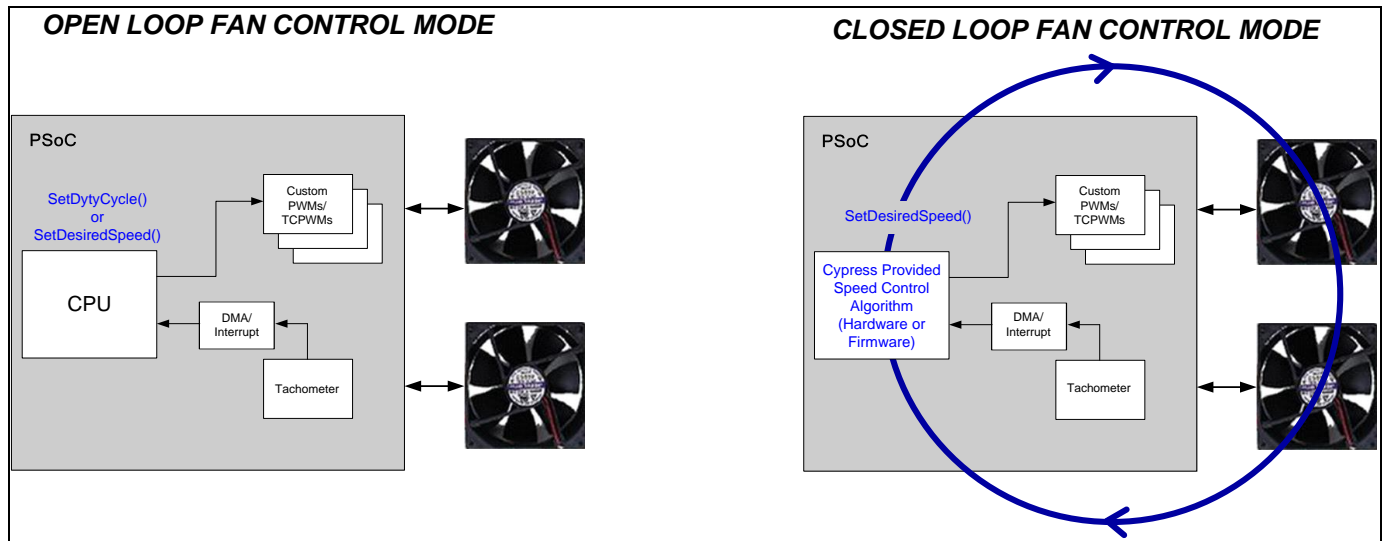 OPEN LOOP FAN CONTROL MODE
PSoC
SetDytyCycle()
or
SetDesiredSpeed()
CPU
Custom
PWMs/
TCPWMs
DMA/
Interrupt
Tachometer
CLOSED LOOP FAN CONTROL MODE
PSoC
SetDesiredSpeed()
Cypress Provided
Speed Control
Algorithm
(Hardware or
Firmware)
Custom
PWMs/
TCPWMs
DMA/
Interrupt
Tachometer